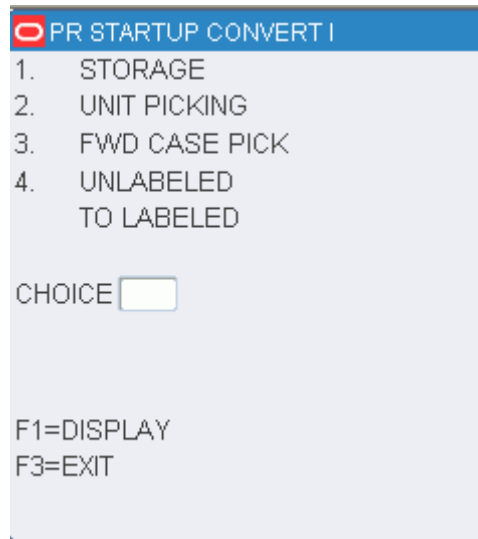 PR STARTUP CONVERT I
1. STORAGE
2. UNIT PICKING
3. FWD CASE PICK
4. UNLABELED
TO LABELED
CHOICE
F1=DISPLAY
F3=EXIT